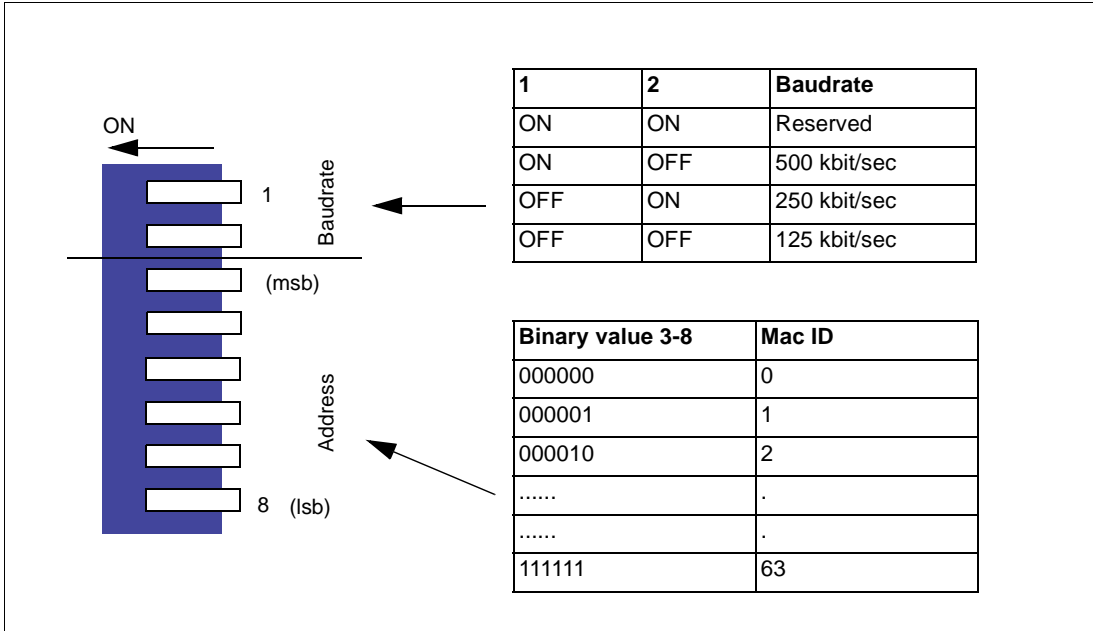 ON
1
Baudrate
(msb)
Address
8 (lsb)
1 2 Baudrate
ON ON Reserved
ON OFF 500 kbit/sec
OFF ON 250 kbit/sec
OFF OFF 125 kbit/sec
Binary value 3-8 Mac ID
000000 0
000001 1
000010 2
...... .
...... .
111111 63